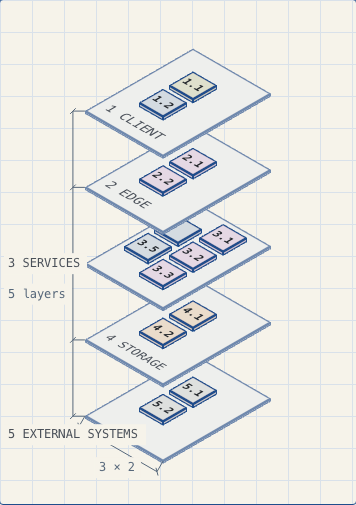 1.1
1.2
1 CLIENT
2.1
2.2
2 EDGE
3.1
3.5
3.2
3 SERVICES
3.3
5 layers
4.1
4.2
4 STORAGE
5.1
5.2
5 EXTERNAL SYSTEMS
3 × 2